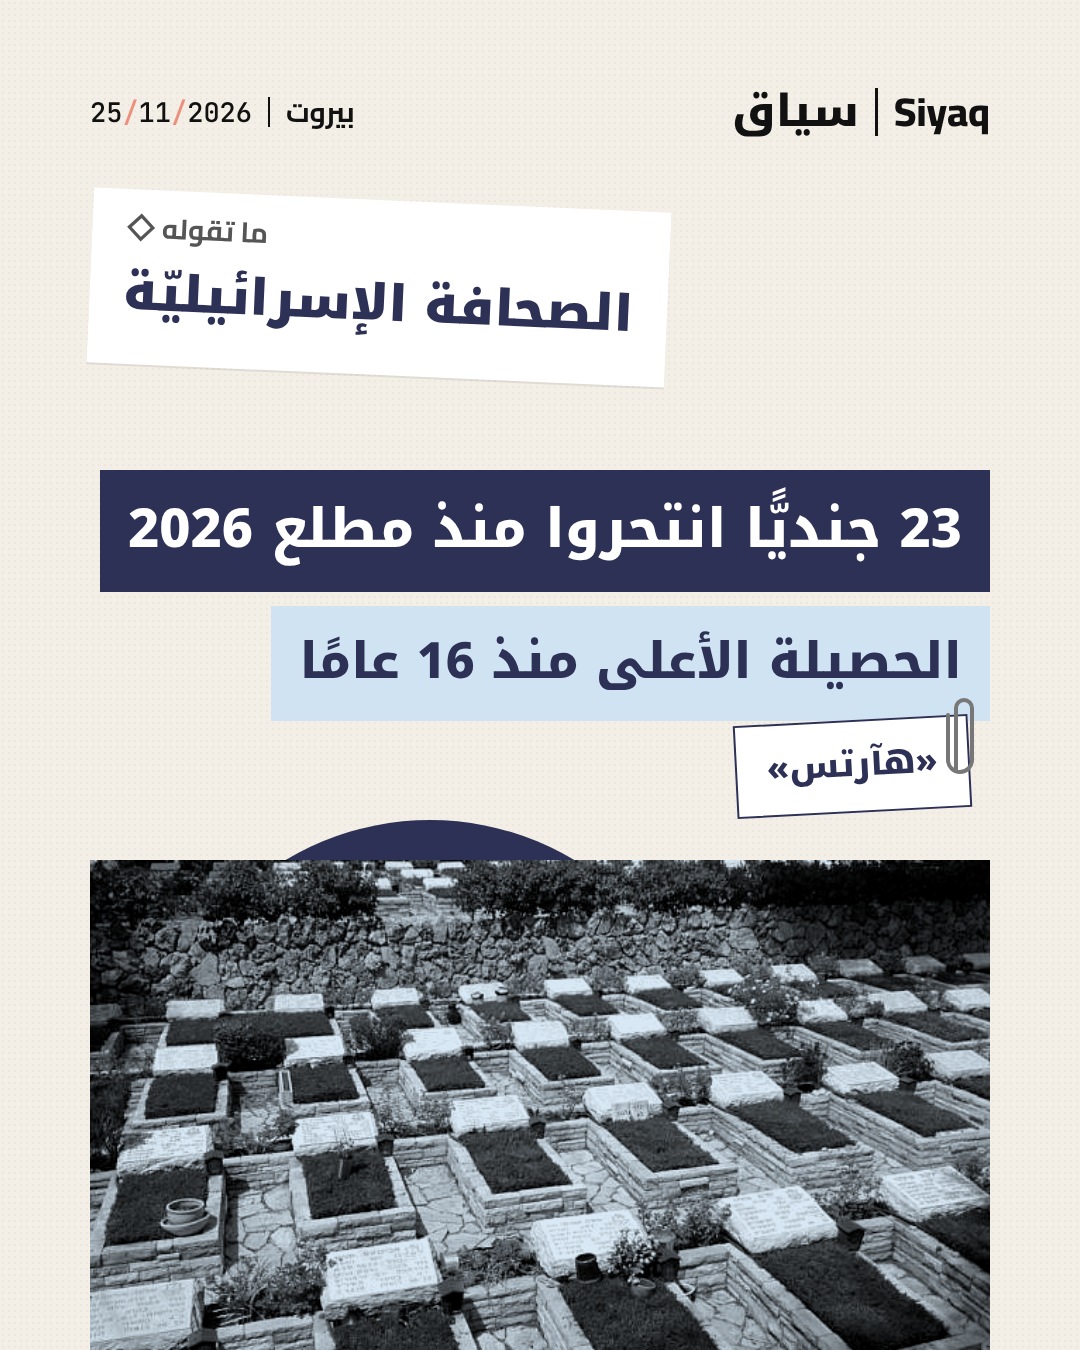 Siyaq | سياق
بيروت | 25/11/2026
ما تقوله
الصحافة الإسرائيليّة
23 جنديًّا انتحروا منذ مطلع 2026
الحصيلة الأعلى منذ 16 عامًا
«هآرتس»